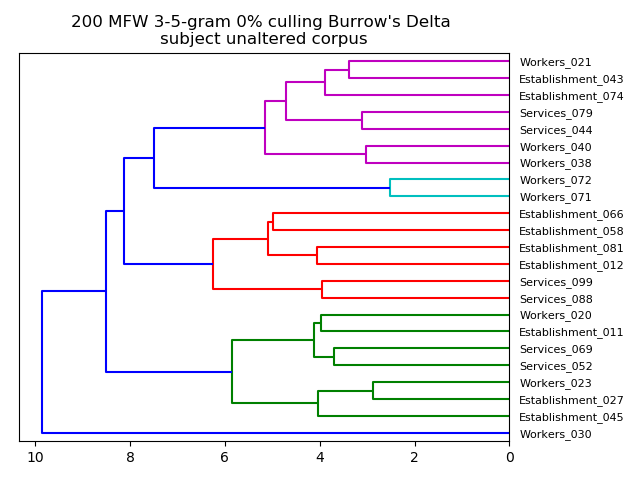 200 MFW 3-5-gram 0% culling Burrow's Delta
subject unaltered corpus
Workers_021
Establishment_043
Establishment_074
Services_079
Services_044
Workers_040
Workers_038
Workers_072
Workers_071
Establishment_066
Establishment_058
Establishment_081
Establishment_012
Services_099
Services_088
Workers_020
Establishment_011
Services_069
Services_052
Workers_023
Establishment_027
Establishment_045
Workers_030
10 8 6 4 2 0